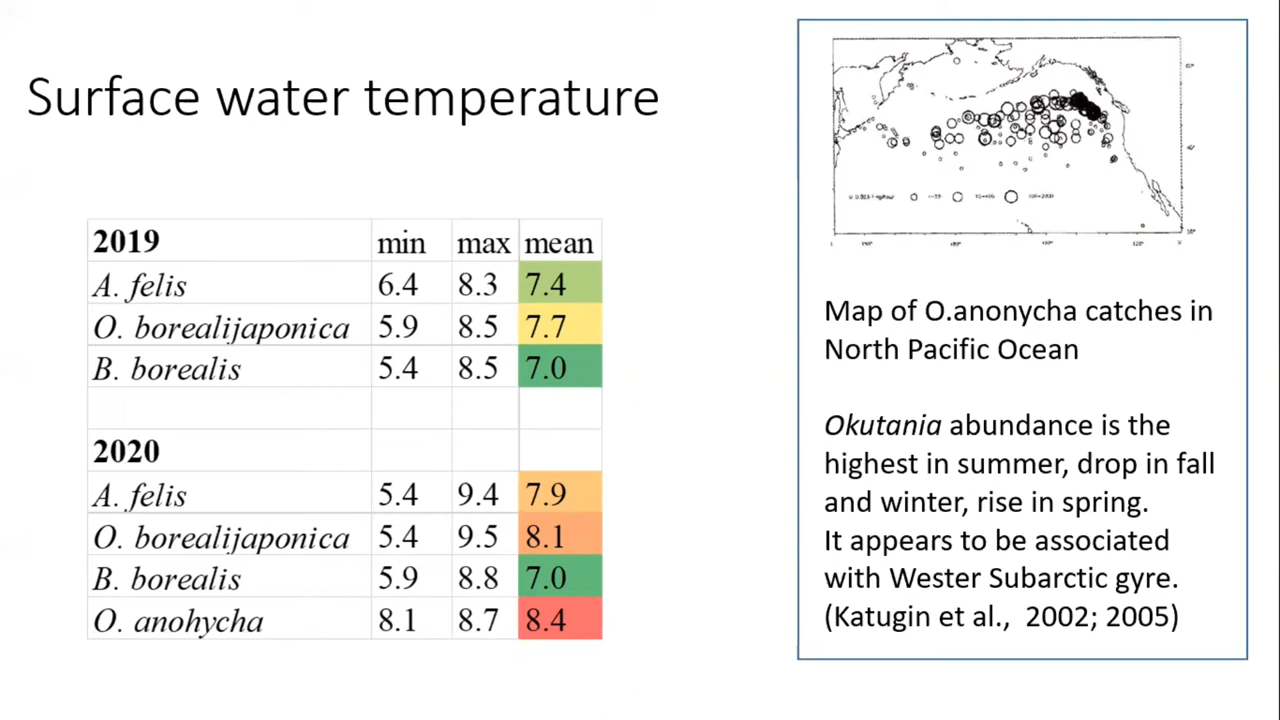 Surface water temperature
2019 min max mean
A. felis 6.4 8.3 7.4
O. borealijaponica 5.9 8.5 7.7
B. borealis 5.4 8.5 7.0
2020
A. felis 5.4 9.4 7.9
O. borealijaponica 5.4 9.5 8.1
B. borealis 5.9 8.8 7.0
O. anohycha 8.1 8.7 8.4
Map of O.anonycha catches in
North Pacific Ocean
Okutania abundance is the
highest in summer, drop in fall
and winter, rise in spring.
It appears to be associated
with Wester Subarctic gyre.
(Katugin et al., 2002; 2005)